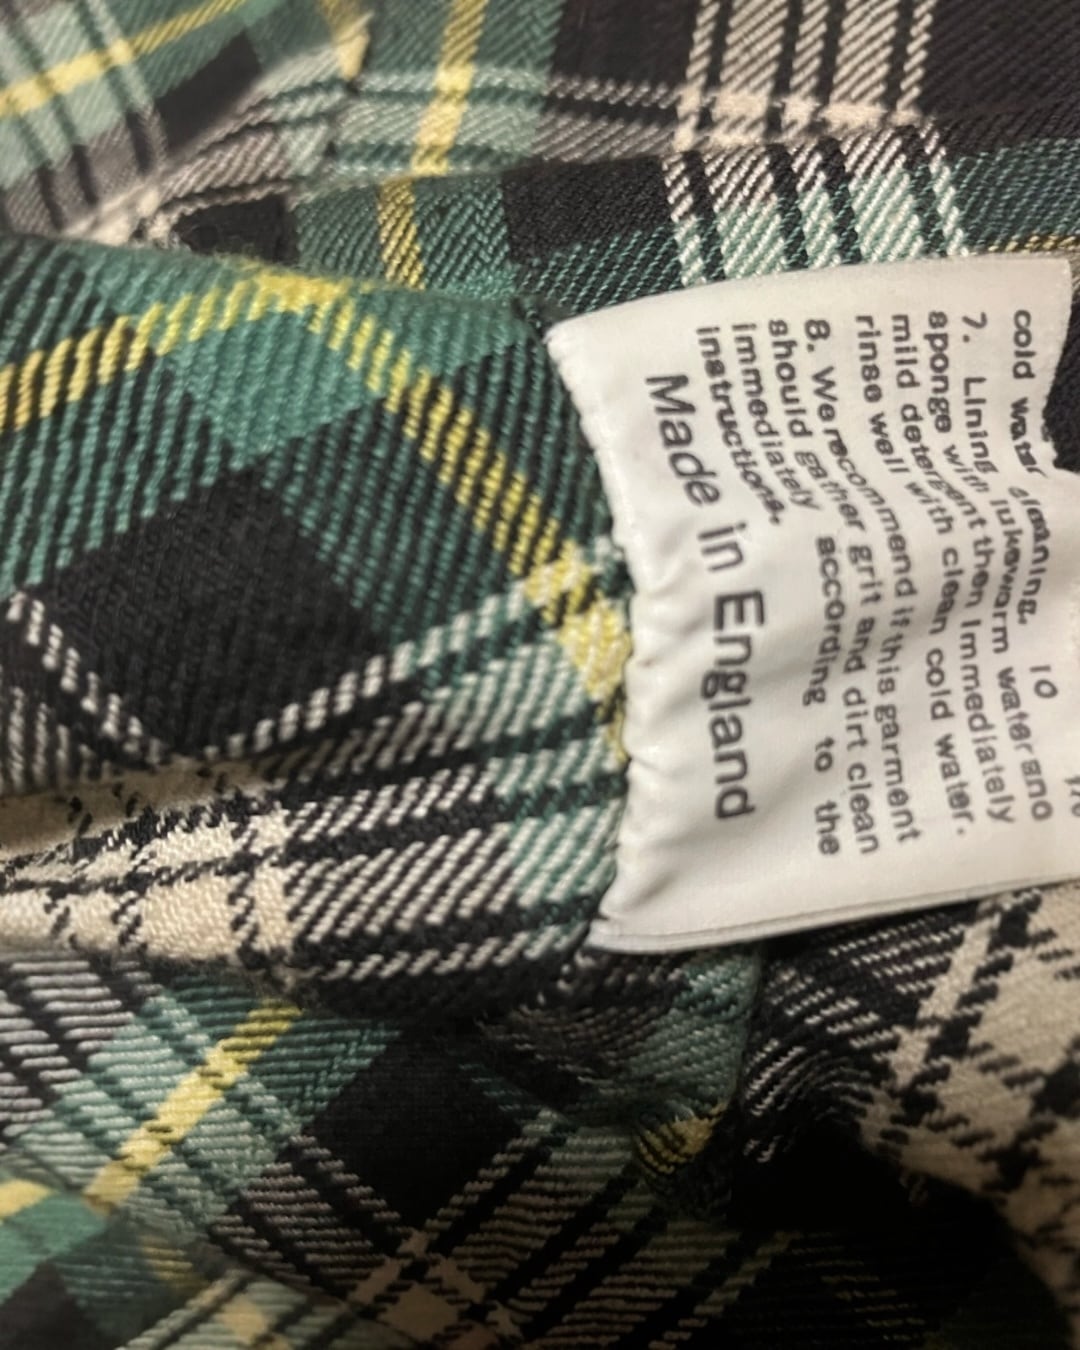 cold water
7. Lining cleaning. To
sponge with lukewarm water and
mild detergent then immediately
rinse well with clean cold water.
8. We recommend if this garment
should gather grit and dirt clean
immediately according to the
instructions.
Made in England